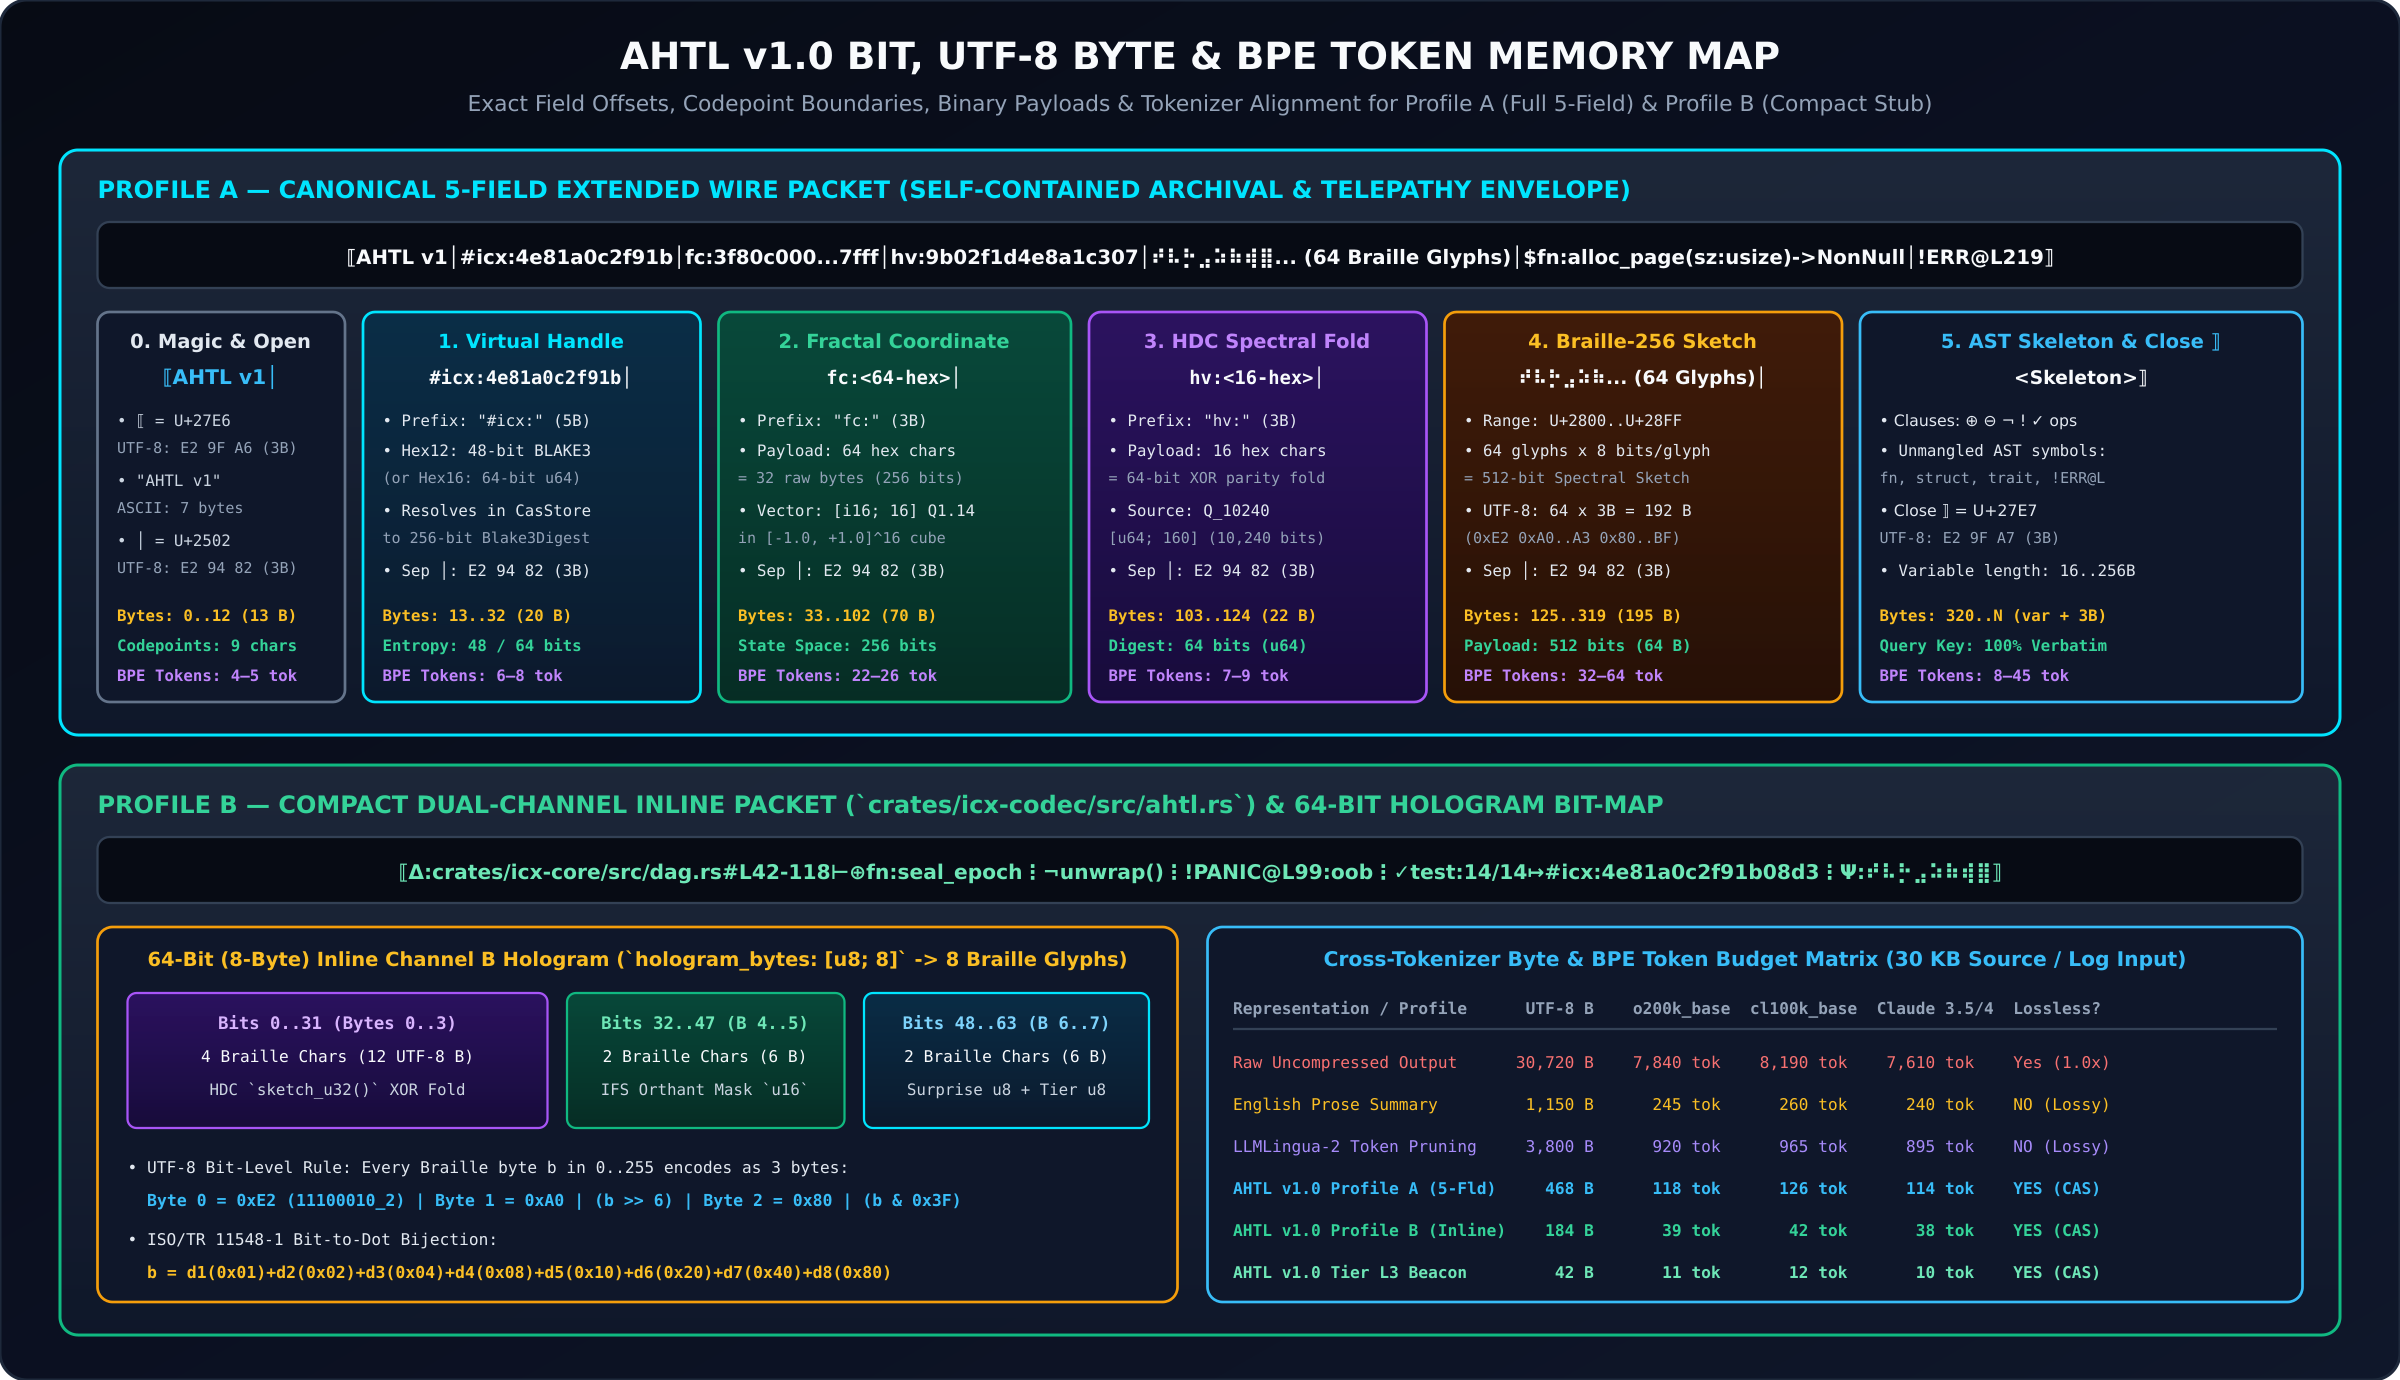 AHTL v1.0 BIT, UTF-8 BYTE & BPE TOKEN MEMORY MAP
Exact Field Offsets, Codepoint Boundaries, Binary Payloads & Tokenizer Alignment for Profile A (Full 5-Field) & Profile B (Compact Stub)
PROFILE A — CANONICAL 5-FIELD EXTENDED WIRE PACKET (SELF-CONTAINED ARCHIVAL & TELEPATHY ENVELOPE)
⟦AHTL v1│#icx:4e81a0c2f91b│fc:3f80c000...7fff│hv:9b02f1d4e8a1c307│⠞⠧⡗⣠⠵⠷⢾⣿... (64 Braille Glyphs)│$fn:alloc_page(sz:usize)->NonNull│!ERR@L219⟧
0. Magic & Open
⟦AHTL v1│
• ⟦ = U+27E6
UTF-8: E2 9F A6 (3B)
• "AHTL v1"
ASCII: 7 bytes
• │ = U+2502
UTF-8: E2 94 82 (3B)
Bytes: 0..12 (13 B)
Codepoints: 9 chars
BPE Tokens: 4–5 tok
1. Virtual Handle
#icx:4e81a0c2f91b│
• Prefix: "#icx:" (5B)
• Hex12: 48-bit BLAKE3
(or Hex16: 64-bit u64)
• Resolves in CasStore
to 256-bit Blake3Digest
• Sep │: E2 94 82 (3B)
Bytes: 13..32 (20 B)
Entropy: 48 / 64 bits
BPE Tokens: 6–8 tok
2. Fractal Coordinate
fc:<64-hex>│
• Prefix: "fc:" (3B)
• Payload: 64 hex chars
= 32 raw bytes (256 bits)
• Vector: [i16; 16] Q1.14
in [-1.0, +1.0]^16 cube
• Sep │: E2 94 82 (3B)
Bytes: 33..102 (70 B)
State Space: 256 bits
BPE Tokens: 22–26 tok
3. HDC Spectral Fold
hv:<16-hex>│
• Prefix: "hv:" (3B)
• Payload: 16 hex chars
= 64-bit XOR parity fold
• Source: Q_10240
[u64; 160] (10,240 bits)
• Sep │: E2 94 82 (3B)
Bytes: 103..124 (22 B)
Digest: 64 bits (u64)
BPE Tokens: 7–9 tok
4. Braille-256 Sketch
⠞⠧⡗⣠⠵⠷... (64 Glyphs)│
• Range: U+2800..U+28FF
• 64 glyphs x 8 bits/glyph
= 512-bit Spectral Sketch
• UTF-8: 64 x 3B = 192 B
(0xE2 0xA0..A3 0x80..BF)
• Sep │: E2 94 82 (3B)
Bytes: 125..319 (195 B)
Payload: 512 bits (64 B)
BPE Tokens: 32–64 tok
5. AST Skeleton & Close ⟧
<Skeleton>⟧
• Clauses: ⊕ ⊖ ¬ ! ✓ ops
• Unmangled AST symbols:
fn, struct, trait, !ERR@L
• Close ⟧ = U+27E7
UTF-8: E2 9F A7 (3B)
• Variable length: 16..256B
Bytes: 320..N (var + 3B)
Query Key: 100% Verbatim
BPE Tokens: 8–45 tok
PROFILE B — COMPACT DUAL-CHANNEL INLINE PACKET (`crates/icx-codec/src/ahtl.rs`) & 64-BIT HOLOGRAM BIT-MAP
⟦Δ:crates/icx-core/src/dag.rs#L42-118⊢⊕fn:seal_epoch⋮¬unwrap()⋮!PANIC@L99:oob⋮✓test:14/14↦#icx:4e81a0c2f91b08d3⋮Ψ:⠞⠧⡗⣠⠵⠷⢾⣿⟧
64-Bit (8-Byte) Inline Channel B Hologram (`hologram_bytes: [u8; 8]` -> 8 Braille Glyphs)
Bits 0..31 (Bytes 0..3)
4 Braille Chars (12 UTF-8 B)
HDC `sketch_u32()` XOR Fold
Bits 32..47 (B 4..5)
2 Braille Chars (6 B)
IFS Orthant Mask `u16`
Bits 48..63 (B 6..7)
2 Braille Chars (6 B)
Surprise u8 + Tier u8
• UTF-8 Bit-Level Rule: Every Braille byte b in 0..255 encodes as 3 bytes:
Byte 0 = 0xE2 (11100010_2) | Byte 1 = 0xA0 | (b >> 6) | Byte 2 = 0x80 | (b & 0x3F)
• ISO/TR 11548-1 Bit-to-Dot Bijection:
b = d1(0x01)+d2(0x02)+d3(0x04)+d4(0x08)+d5(0x10)+d6(0x20)+d7(0x40)+d8(0x80)
Cross-Tokenizer Byte & BPE Token Budget Matrix (30 KB Source / Log Input)
Representation / Profile UTF-8 B o200k_base cl100k_base Claude 3.5/4 Lossless?
Raw Uncompressed Output 30,720 B 7,840 tok 8,190 tok 7,610 tok Yes (1.0x)
English Prose Summary 1,150 B 245 tok 260 tok 240 tok NO (Lossy)
LLMLingua-2 Token Pruning 3,800 B 920 tok 965 tok 895 tok NO (Lossy)
AHTL v1.0 Profile A (5-Fld) 468 B 118 tok 126 tok 114 tok YES (CAS)
AHTL v1.0 Profile B (Inline) 184 B 39 tok 42 tok 38 tok YES (CAS)
AHTL v1.0 Tier L3 Beacon 42 B 11 tok 12 tok 10 tok YES (CAS)